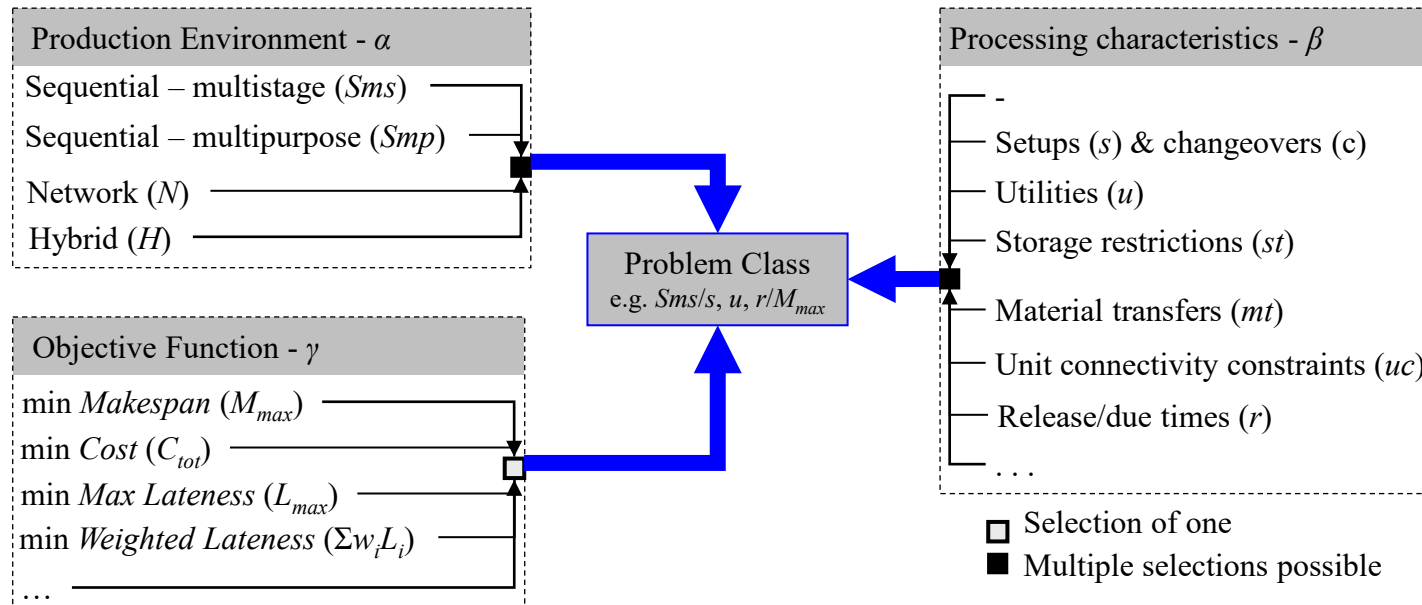 Production Environment - α
Sequential – multistage (Sms)
Sequential – multipurpose (Smp)
Network (N)
Hybrid (H)
Objective Function - γ
min Makespan (Mmax)
min Cost (Ctot)
min Max Lateness (Lmax)
min Weighted Lateness (ΣwiLi)
…
Problem Class
e.g. Sms/s, u, r/Mmax
Processing characteristics - β
-
Setups (s) & changeovers (c)
Utilities (u)
Storage restrictions (st)
Material transfers (mt)
Unit connectivity constraints (uc)
Release/due times (r)
. . .
Selection of one
Multiple selections possible